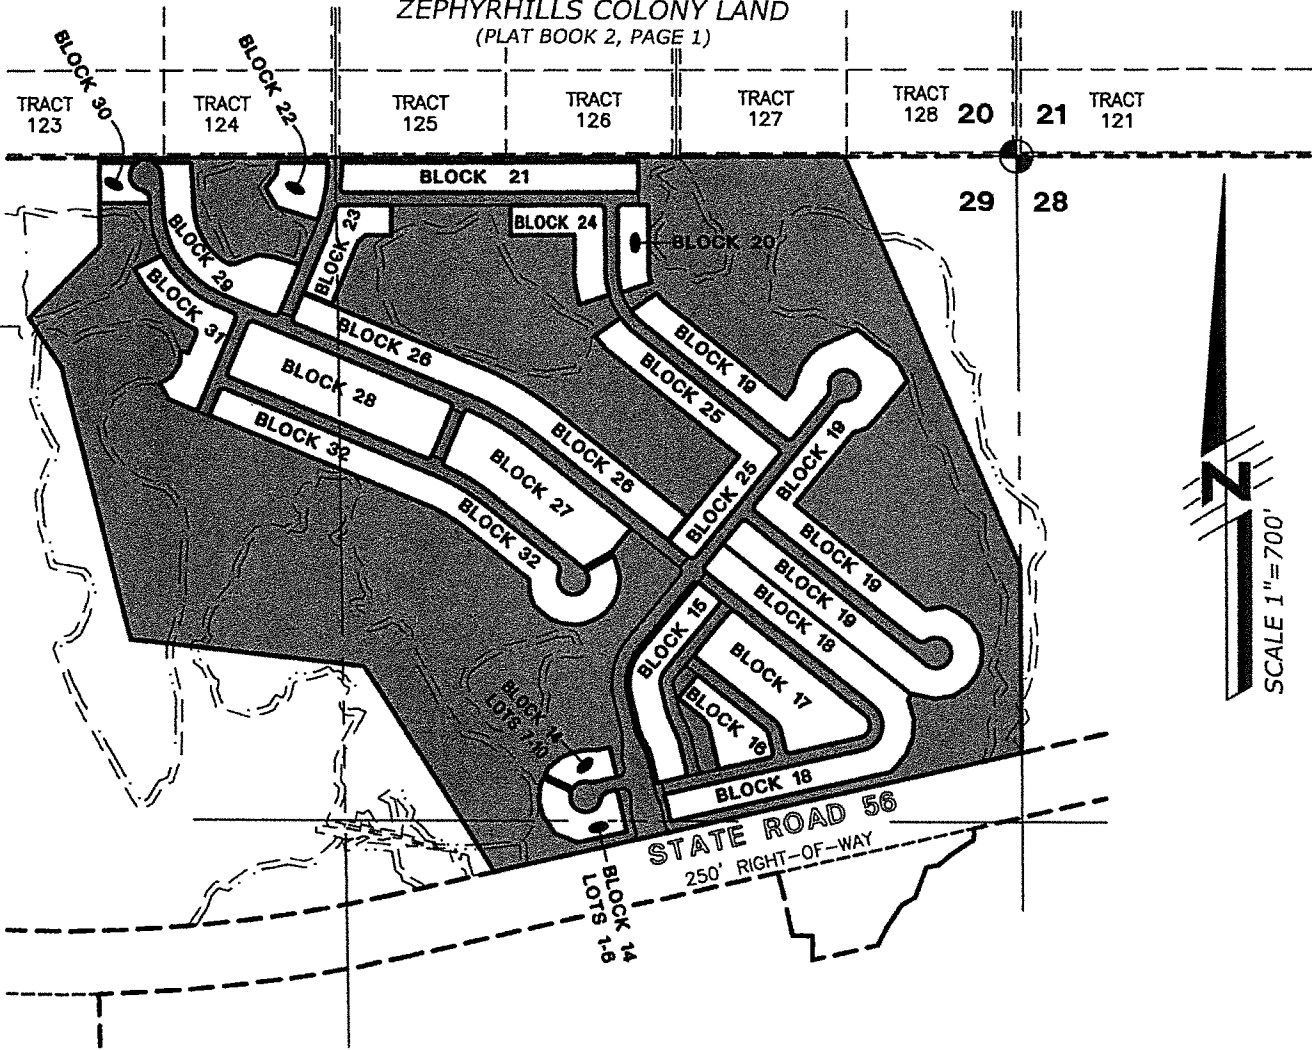 ZEPHYRHILLS COLONY LAND
(PLAT BOOK 2, PAGE 1)
BLOCK 30
BLOCK 22
TRACT
123
TRACT
124
TRACT
125
TRACT
126
TRACT
127
TRACT
128
20
21
TRACT
121
29
28
BLOCK 21
BLOCK 23
BLOCK 24
BLOCK 20
BLOCK 29
BLOCK 31
BLOCK 26
BLOCK 19
BLOCK 28
BLOCK 25
BLOCK 32
BLOCK 26
BLOCK 19
BLOCK 27
BLOCK 25
BLOCK 32
BLOCK 19
BLOCK 19
BLOCK 18
BLOCK 15
BLOCK 17
BLOCK 16
BLOCK 14
LOTS 7-10
BLOCK 18
STATE ROAD 56
250' RIGHT-OF-WAY
BLOCK 14
LOTS 1-6
N
SCALE 1"=700'